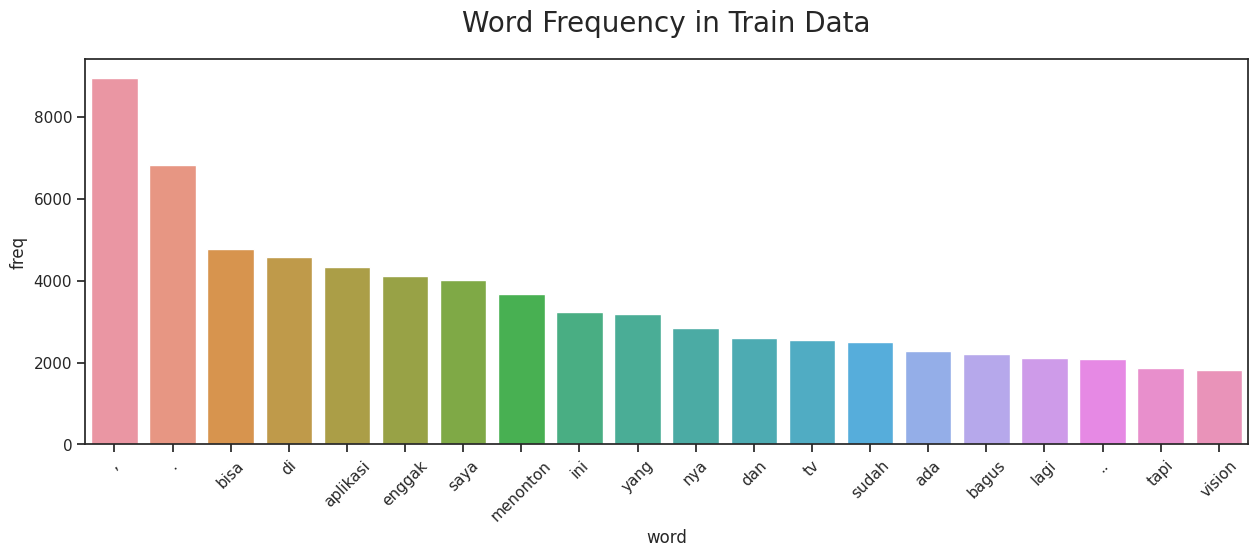 Word Frequency in Train Data
freq
8000
6000
4000
2000
0
,
.
bisa
di
aplikasi
enggak
saya
menonton
ini
yang
nya
dan
tv
sudah
ada
bagus
lagi
..
tapi
vision
word